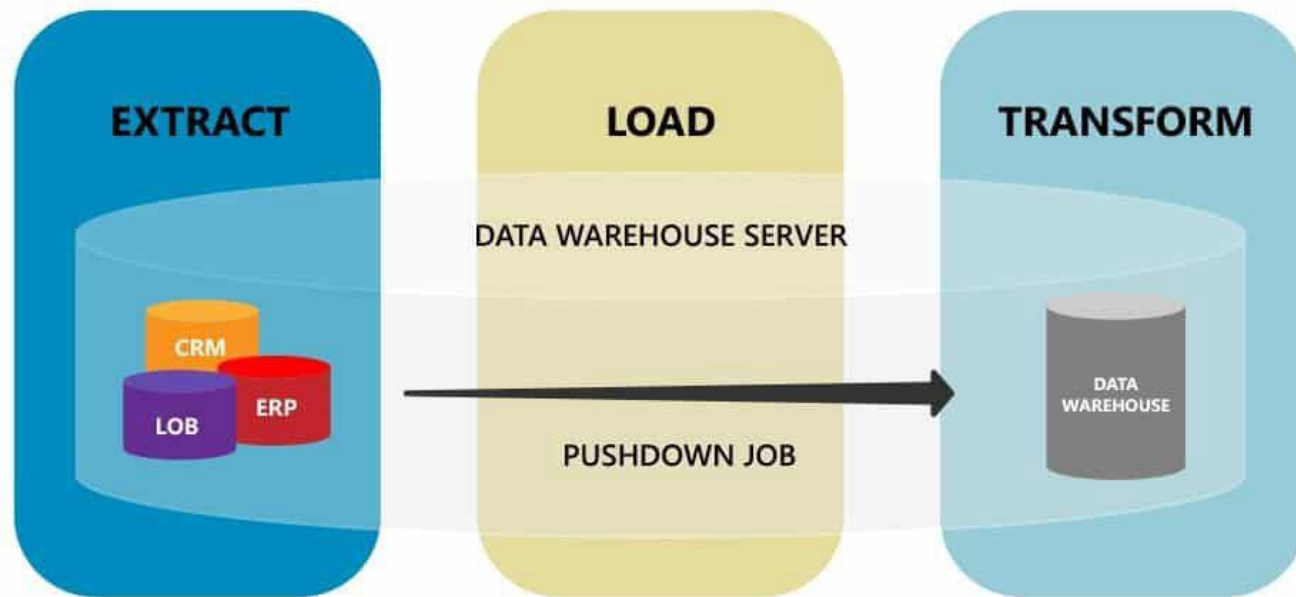 EXTRACT
LOAD
TRANSFORM
DATA WAREHOUSE SERVER
CRM
LOB
ERP
PUSHDOWN JOB
DATA
WAREHOUSE